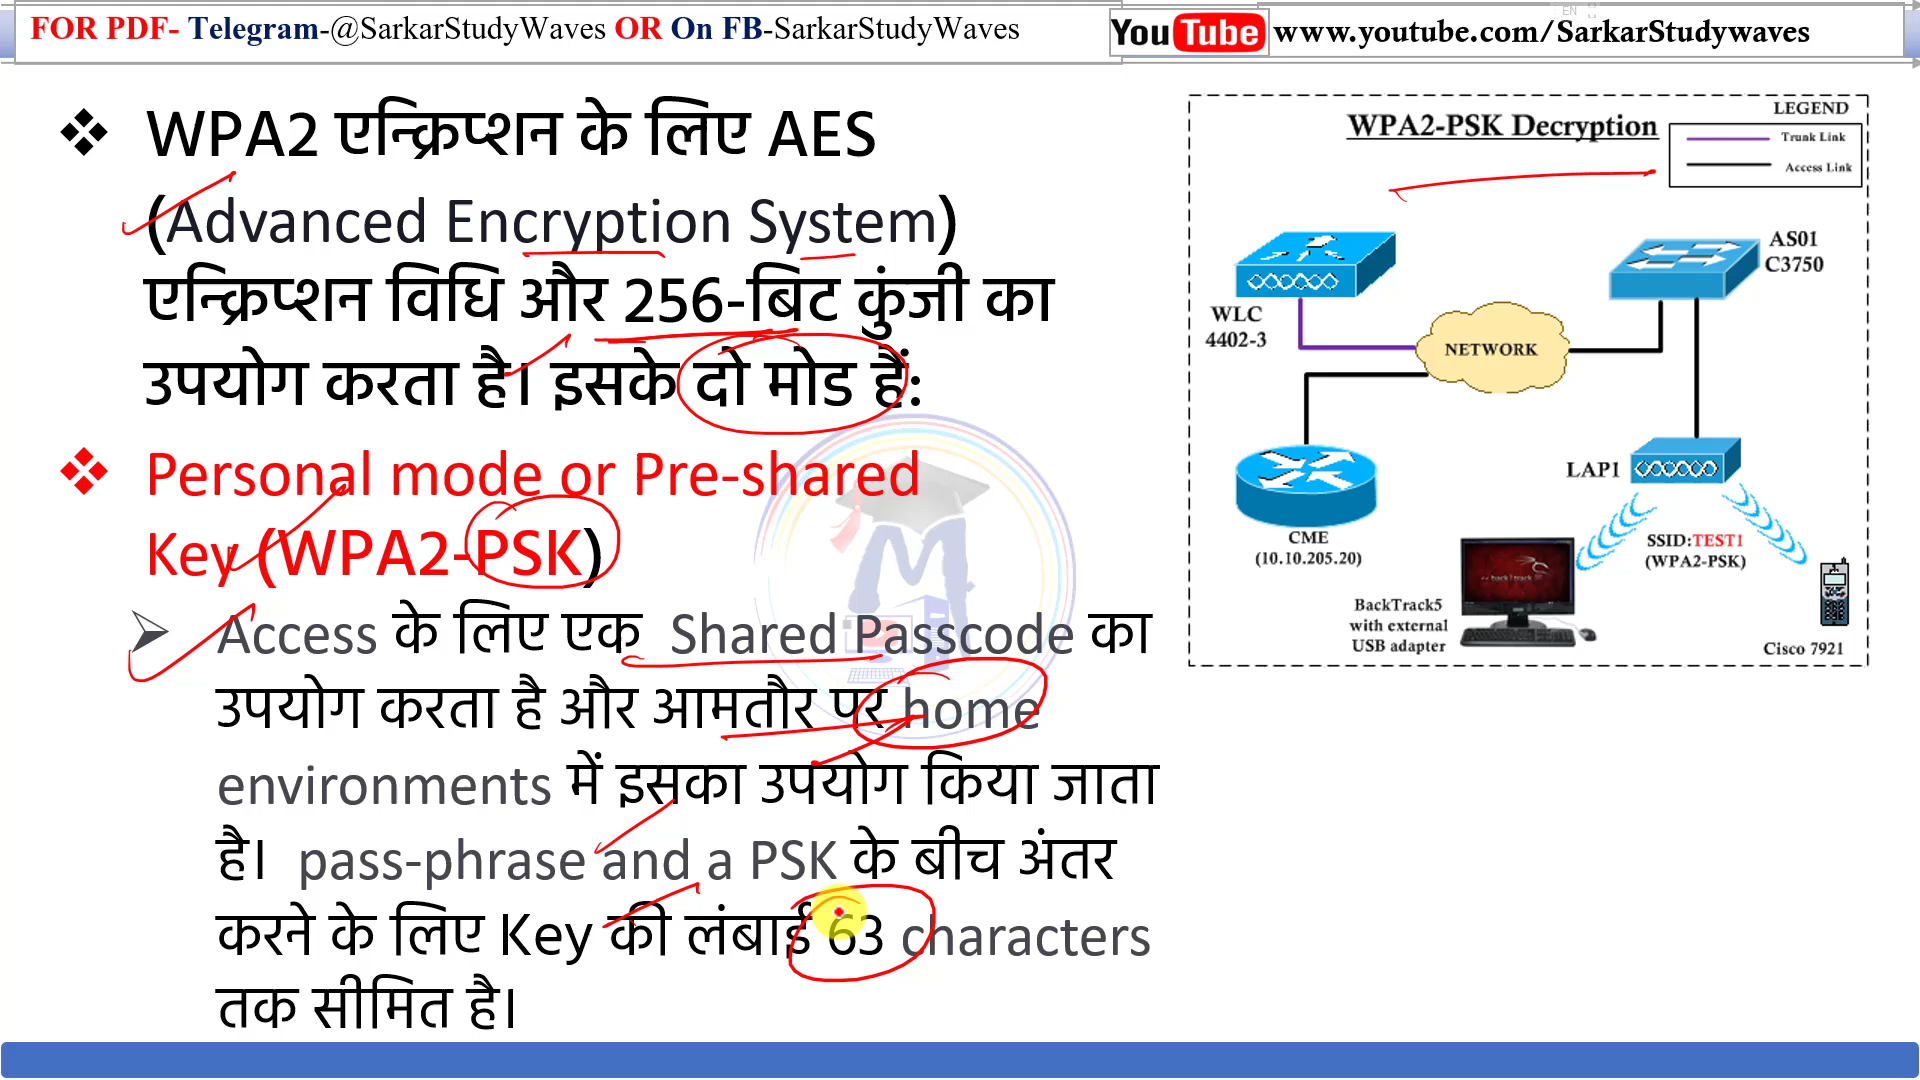 FOR PDF- Telegram-@SarkarStudyWaves OR On FB-SarkarStudyWaves
YouTube www.youtube.com/SarkarStudywaves
EN
❖ WPA2 एन्क्रिप्शन के लिए AES
(Advanced Encryption System)
एन्क्रिप्शन विधि और 256-बिट कुंजी का
उपयोग करता है। इसके दो मोड हैं:
❖ Personal mode or Pre-shared
Key (WPA2-PSK)
➢ Access के लिए एक Shared Passcode का
उपयोग करता है और आमतौर पर home
environments में इसका उपयोग किया जाता
है। pass-phrase and a PSK के बीच अंतर
करने के लिए Key की लंबाई 63 characters
तक सीमित है।
WPA2-PSK Decryption
LEGEND
Trunk Link
Access Link
WLC
4402-3
AS01
C3750
NETWORK
LAP1
CME
(10.10.205.20)
SSID:TEST1
(WPA2-PSK)
<< back | track
BackTrack5
with external
USB adapter
Cisco 7921